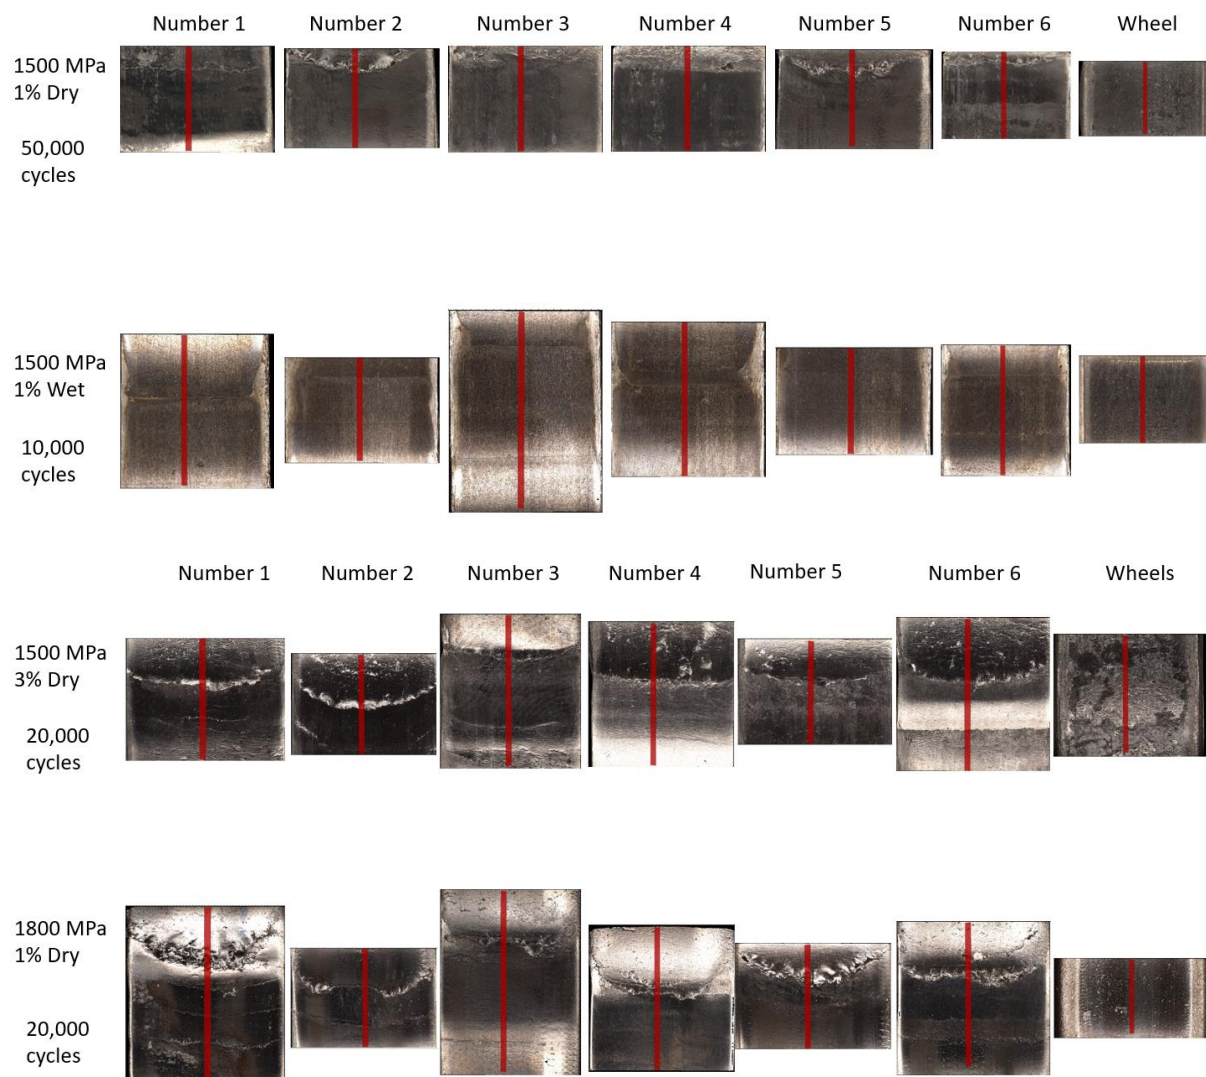 Number 1 Number 2 Number 3 Number 4 Number 5 Number 6 Wheel
1500 MPa
1% Dry
50,000
cycles
1500 MPa
1% Wet
10,000
cycles
Number 1 Number 2 Number 3 Number 4 Number 5 Number 6 Wheels
1500 MPa
3% Dry
20,000
cycles
1800 MPa
1% Dry
20,000
cycles